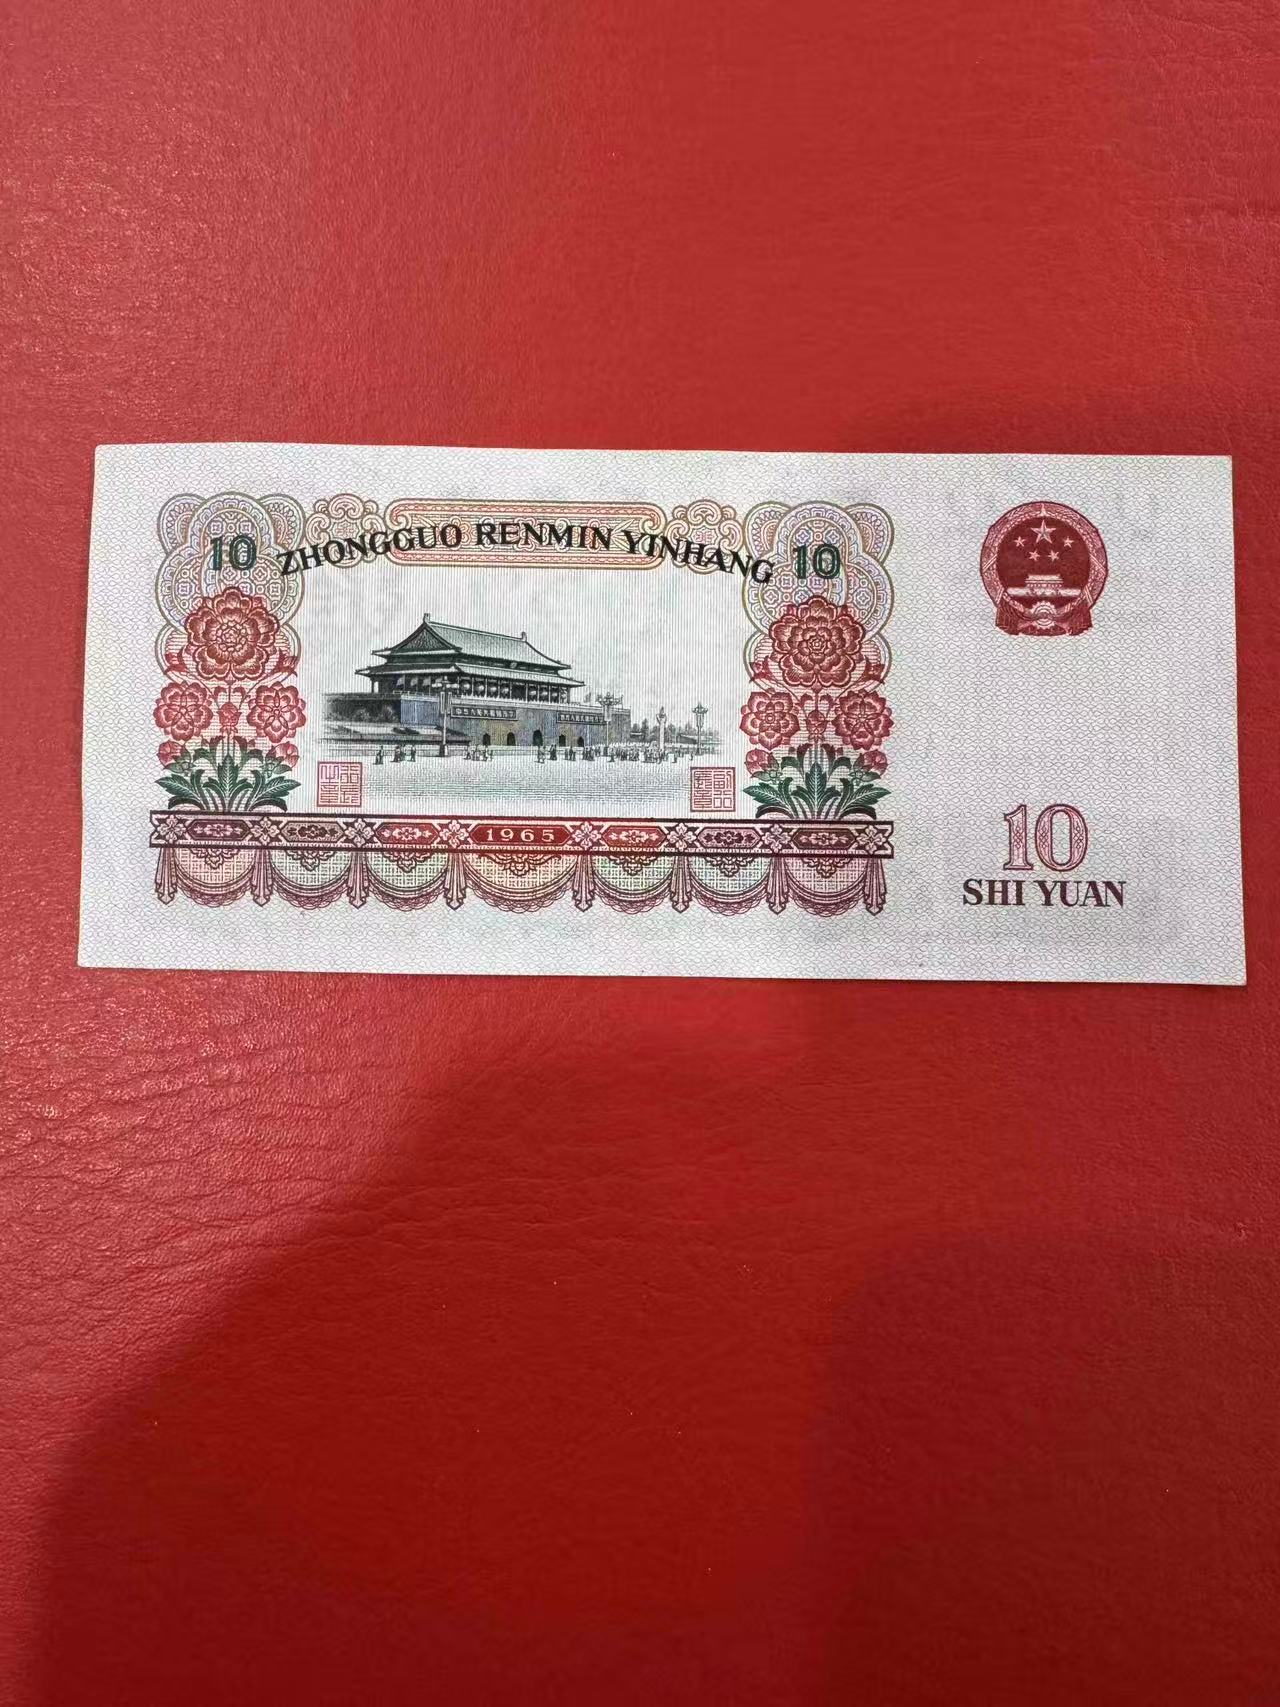 10 ZHONGGUO RENMIN YINHANG 10
1965
10
SHI YUAN